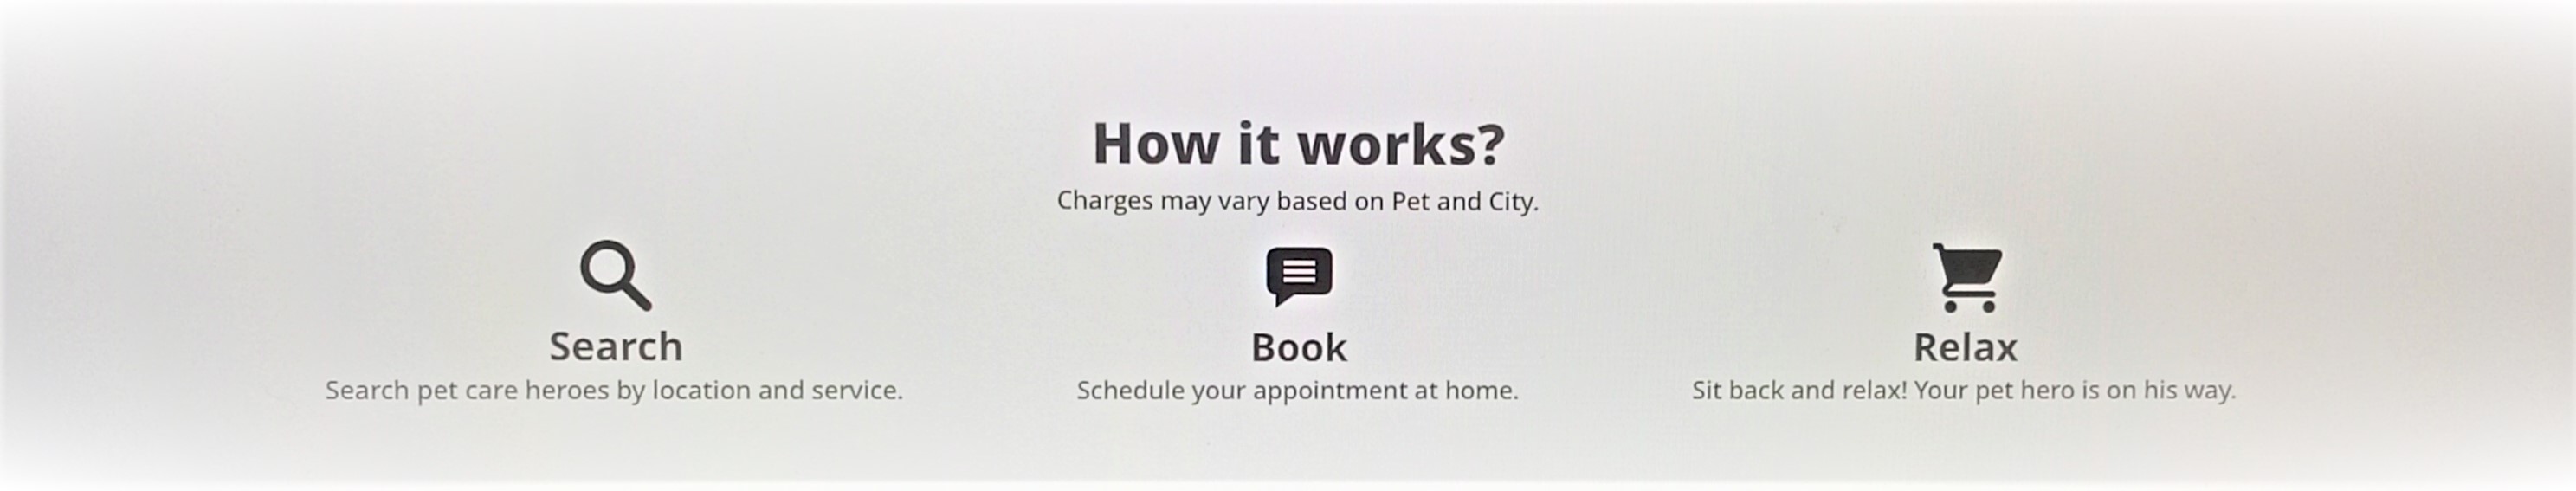 How it works?
Charges may vary based on Pet and City.
Search
Search pet care heroes by location and service.
Book
Schedule your appointment at home.
Relax
Sit back and relax! Your pet hero is on his way.